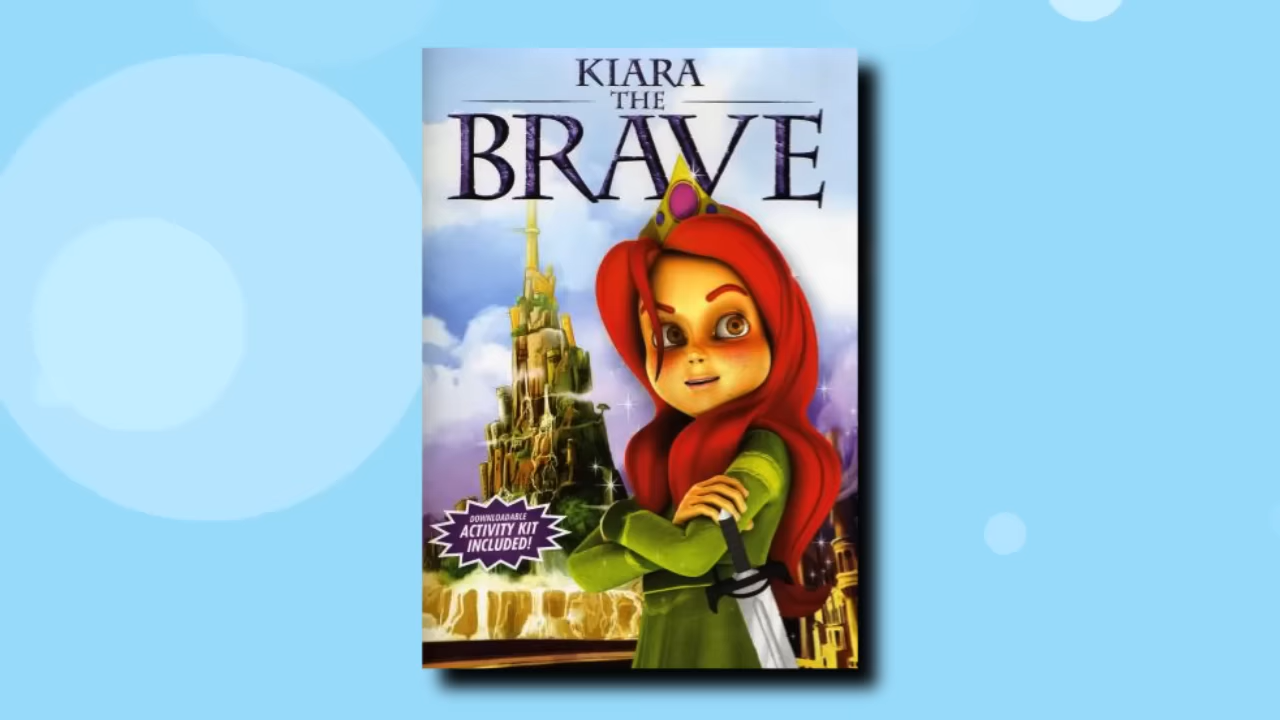 KIARA
THE
BRAVE
DOWNLOADABLE
ACTIVITY KIT
INCLUDED!